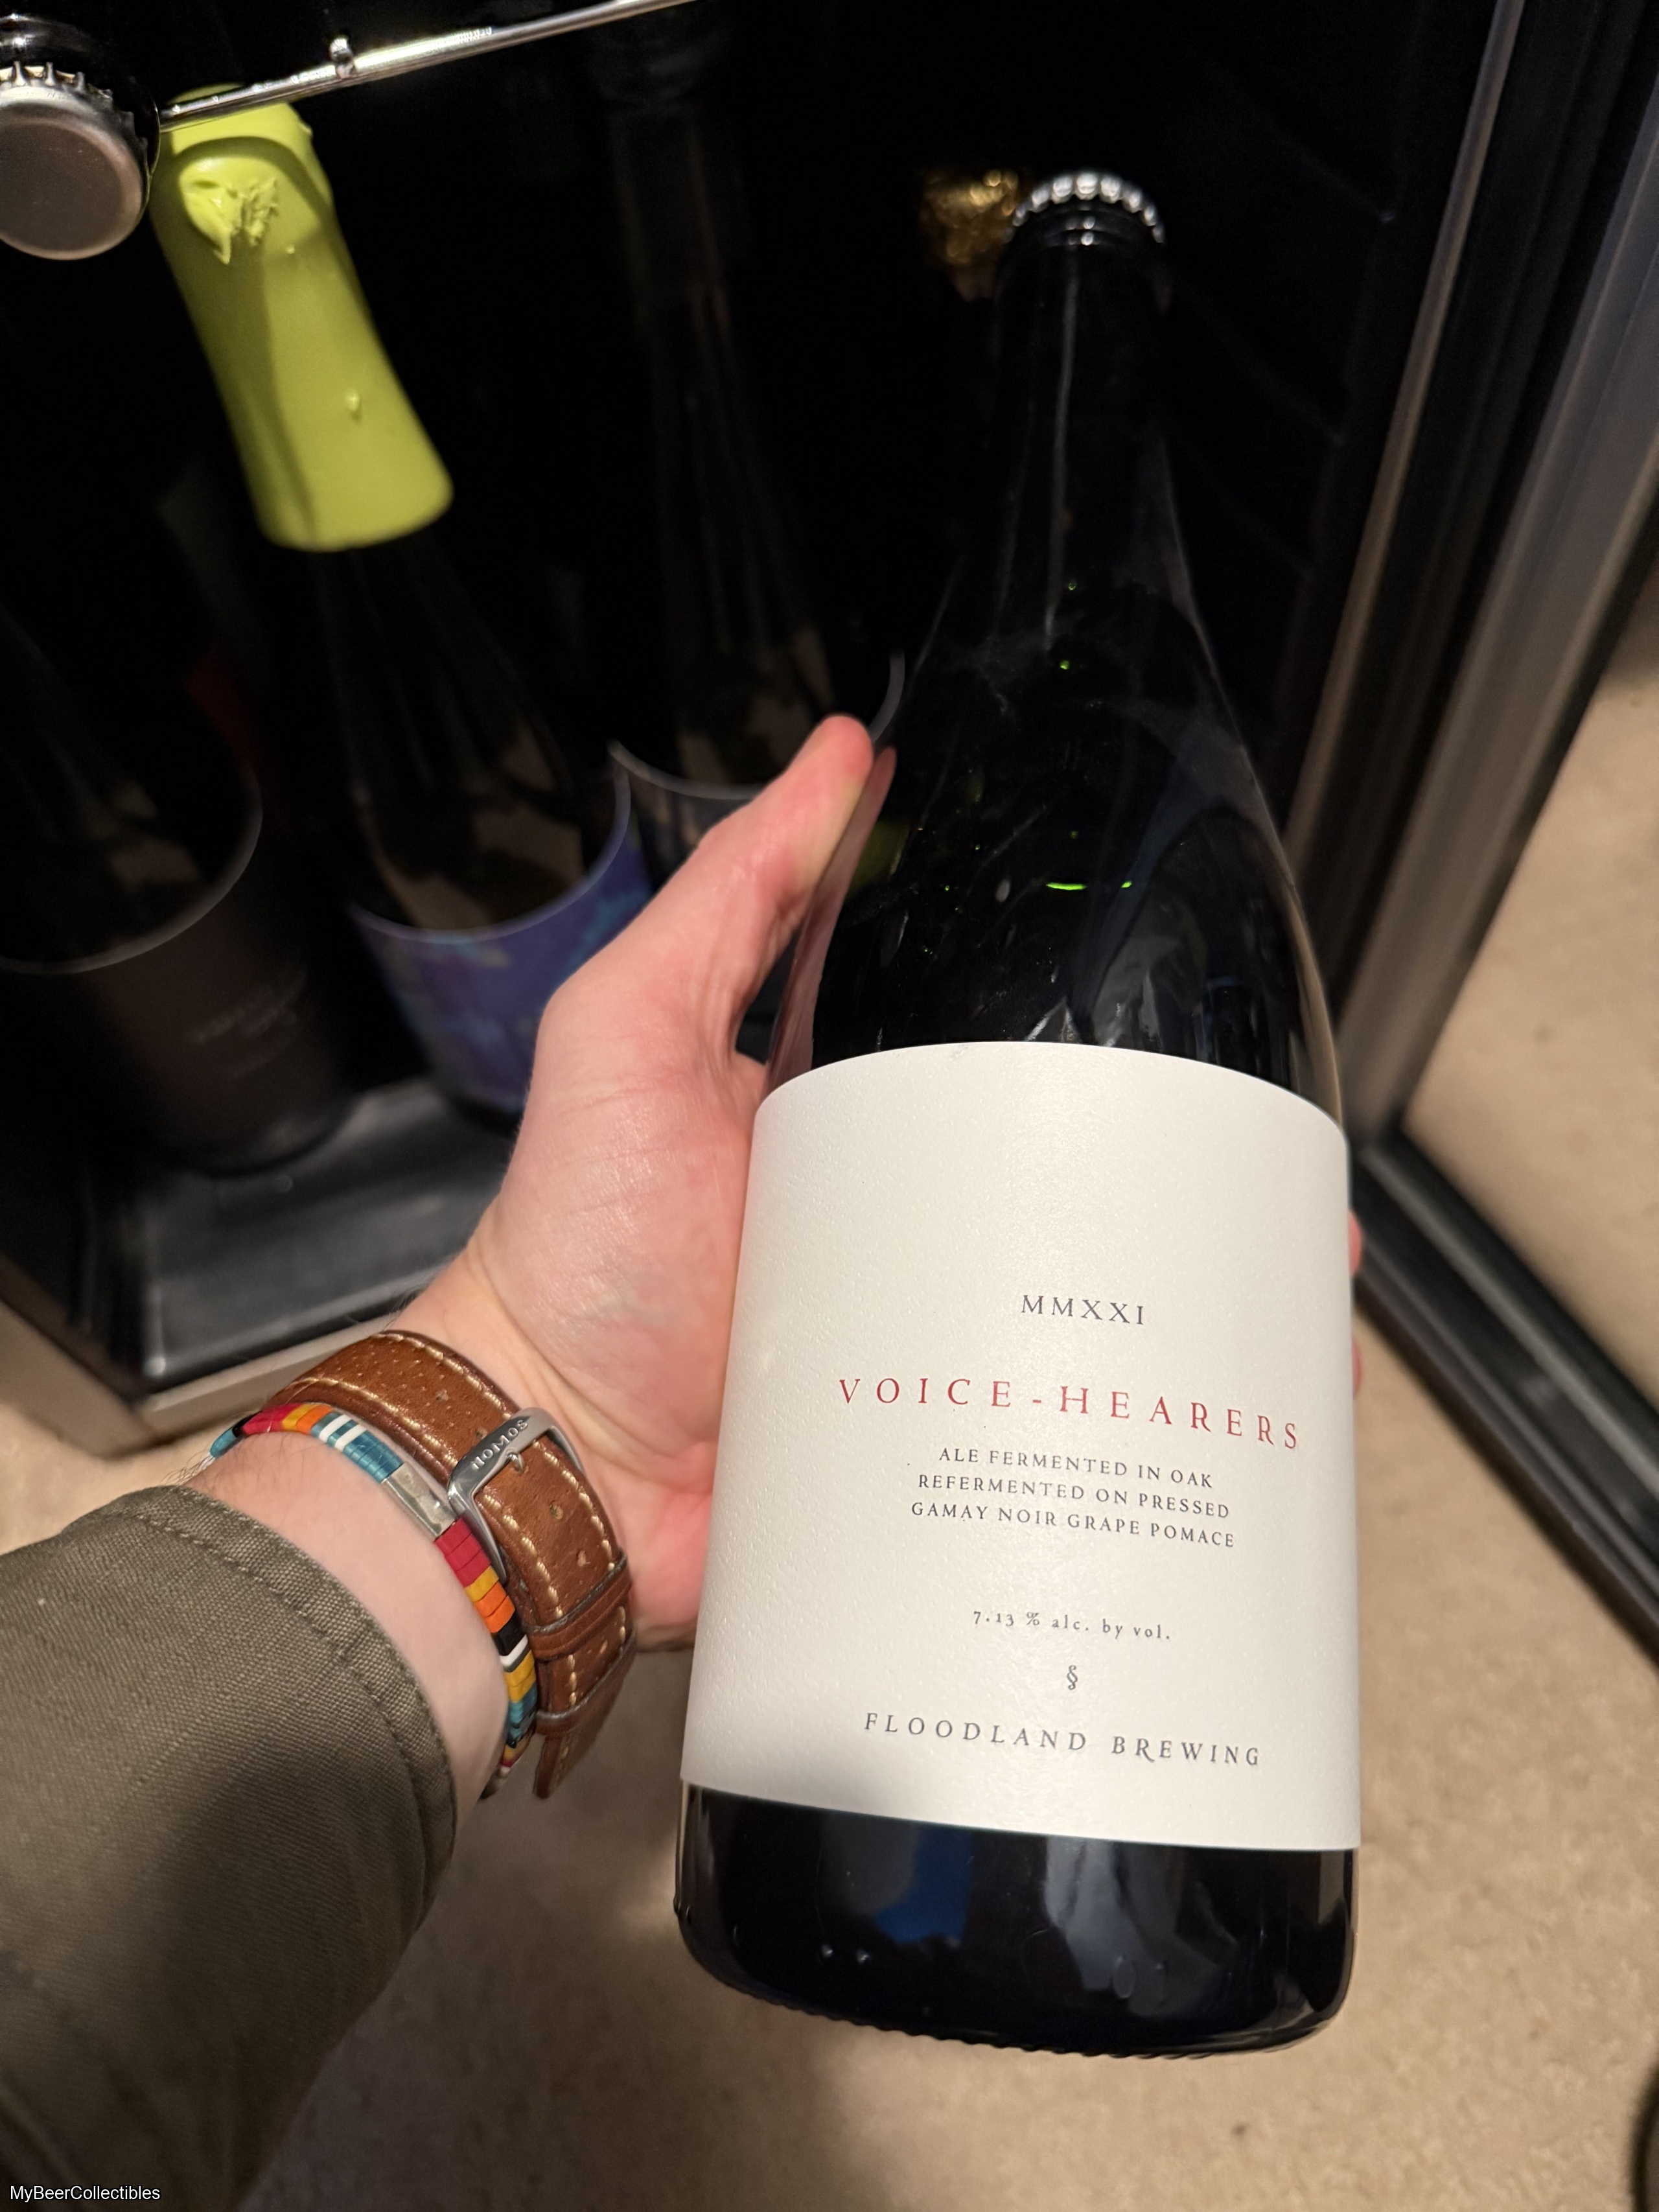 MMXXI
VOICE-HEARERS
ALE FERMENTED IN OAK
REFERMENTED ON PRESSED
GAMAY NOIR GRAPE POMACE
7.13 % alc. by vol.
§
FLOODLAND BREWING
NOMOS
MyBeerCollectibles